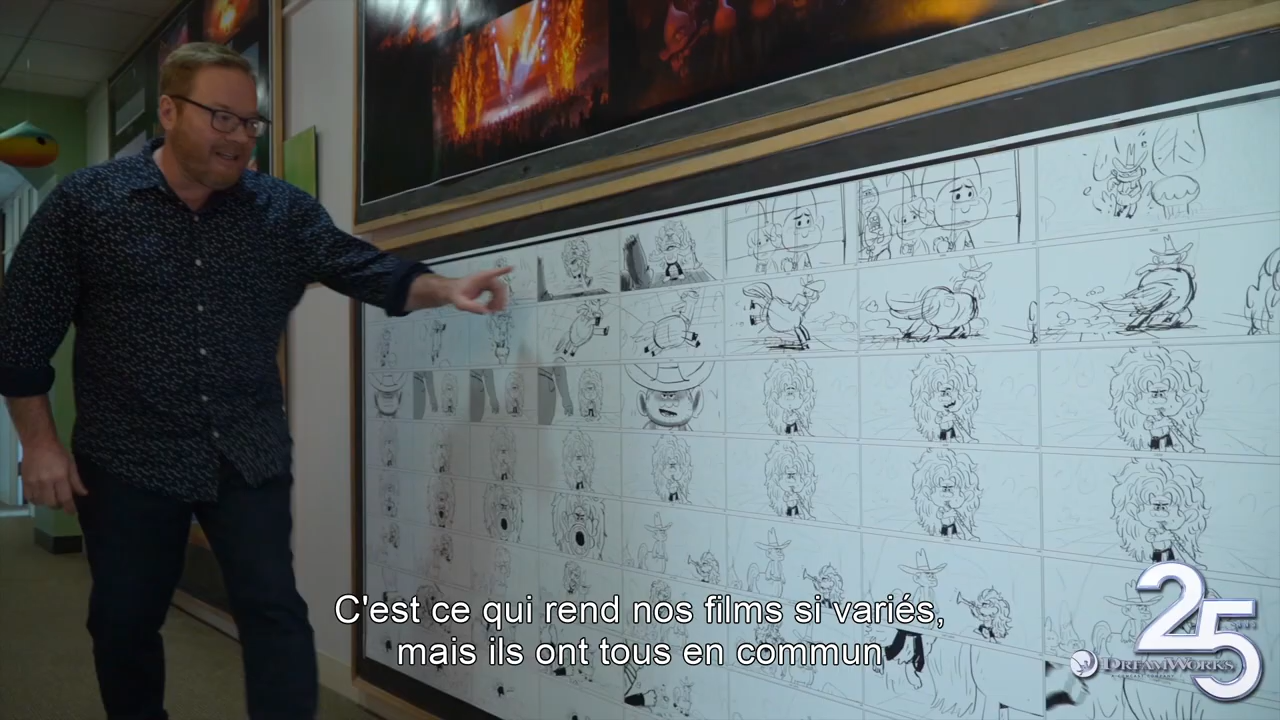 C'est ce qui rend nos films si variés,
mais ils ont tous en commun
25
DREAMWORKS